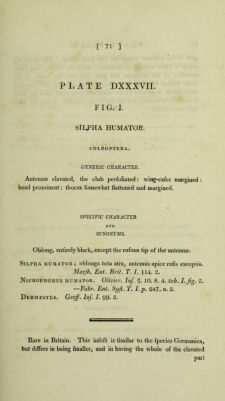 [ 71 ]
PLATE DXXXVII.
FIG. I.
SILPHA HUMATOR.
COLEOPTERA.
GENERIC CHARACTER.
Antennæ clavated, the club perfoliated: wing-cases margined:
head prominent: thorax somewhat flattened and margined.
SPECIFIC CHARACTER
AND
SYNONYMS.
Oblong, entirely black, except the rufous tip of the antennæ.
SILPHA HUMATOR: oblonga tota atra, antennis apice rufis exceptis.
Marsh. Ent. Brit. T. I. 114. 2.
NICROPHORUS HUMATOR. Olivier. Inf. 2. 10. 8. 4. tab. 1. fig. 2.
—Fabr. Ent. Syst. T. I. p. 247. n. 2.
DERMESTES. Geoff. Inf. I. 99. 2.
Rare in Britain. This insect is similar to the species Germanica,
but differs in being smaller, and in having the whole of the clavated
part